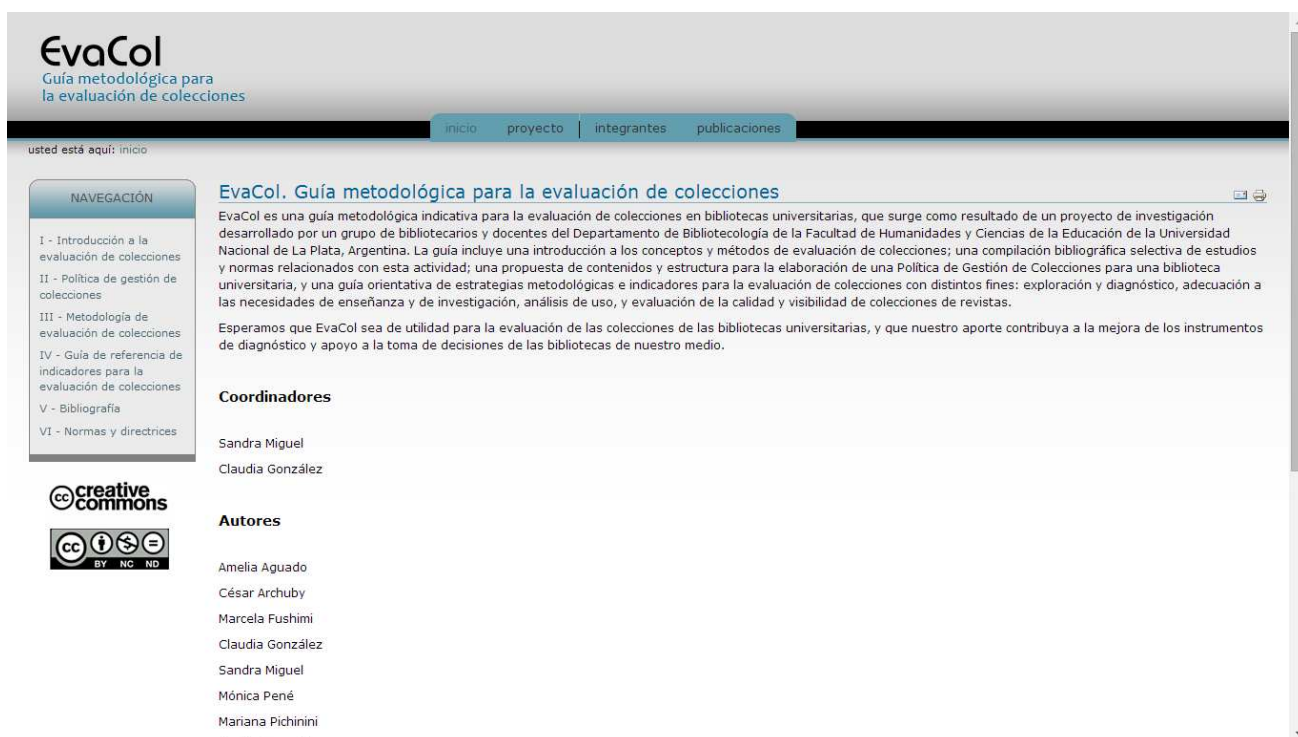 EvaCol
Guía metodológica para
la evaluación de colecciones
inicio proyecto integrantes publicaciones
usted está aquí: inicio
NAVEGACIÓN
I - Introducción a la
evaluación de colecciones
II - Política de gestión de
colecciones
III - Metodología de
evaluación de colecciones
IV - Guía de referencia de
indicadores para la
evaluación de colecciones
V - Bibliografía
VI - Normas y directrices
cc creative
commons
cc
BY NC ND
EvaCol. Guía metodológica para la evaluación de colecciones
EvaCol es una guía metodológica indicativa para la evaluación de colecciones en bibliotecas universitarias, que surge como resultado de un proyecto de investigación
desarrollado por un grupo de bibliotecarios y docentes del Departamento de Bibliotecología de la Facultad de Humanidades y Ciencias de la Educación de la Universidad
Nacional de La Plata, Argentina. La guía incluye una introducción a los conceptos y métodos de evaluación de colecciones; una compilación bibliográfica selectiva de estudios
y normas relacionados con esta actividad; una propuesta de contenidos y estructura para la elaboración de una Política de Gestión de Colecciones para una biblioteca
universitaria, y una guía orientativa de estrategias metodológicas e indicadores para la evaluación de colecciones con distintos fines: exploración y diagnóstico, adecuación a
las necesidades de enseñanza y de investigación, análisis de uso, y evaluación de la calidad y visibilidad de colecciones de revistas.
Esperamos que EvaCol sea de utilidad para la evaluación de las colecciones de las bibliotecas universitarias, y que nuestro aporte contribuya a la mejora de los instrumentos
de diagnóstico y apoyo a la toma de decisiones de las bibliotecas de nuestro medio.
Coordinadores
Sandra Miguel
Claudia González
Autores
Amelia Aguado
César Archuby
Marcela Fushimi
Claudia González
Sandra Miguel
Mónica Pené
Mariana Pichinini